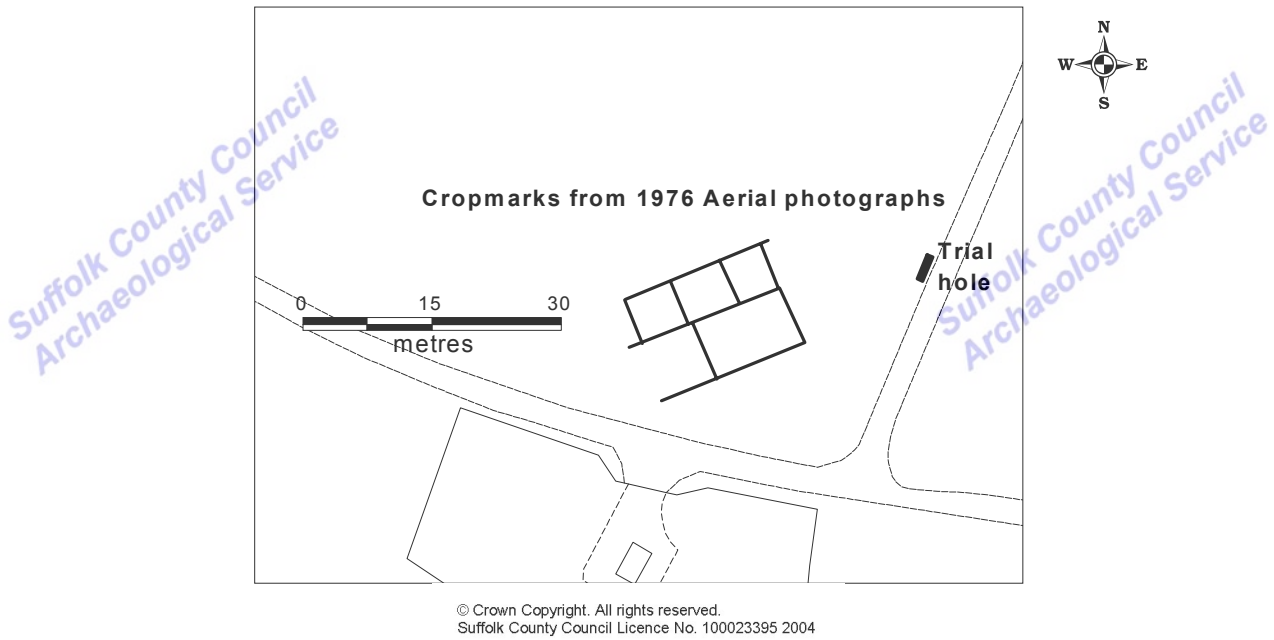 N
W E
S
Suffolk County Council
Archaeological Service
Suffolk County Council
Archaeological Service
Cropmarks from 1976 Aerial photographs
Trial
hole
0 15 30
metres
© Crown Copyright. All rights reserved.
Suffolk County Council Licence No. 100023395 2004